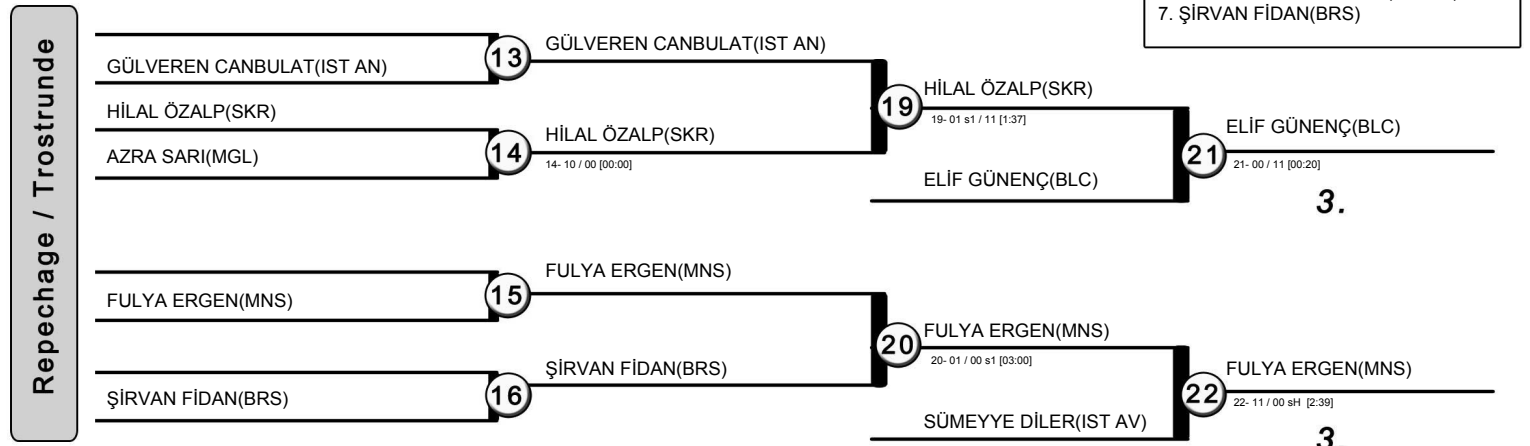 Repechage / Trostrunde
7. ŞİRVAN FİDAN(BRS)
GÜLVEREN CANBULAT(IST AN)
13
GÜLVEREN CANBULAT(IST AN)
HİLAL ÖZALP(SKR)
AZRA SARI(MGL)
14
HİLAL ÖZALP(SKR)
14- 10 / 00 [00:00]
19
HİLAL ÖZALP(SKR)
19- 01 s1 / 11 [1:37]
ELİF GÜNENÇ(BLC)
21
ELİF GÜNENÇ(BLC)
21- 00 / 11 [00:20]
3.
FULYA ERGEN(MNS)
15
FULYA ERGEN(MNS)
ŞİRVAN FİDAN(BRS)
16
ŞİRVAN FİDAN(BRS)
20
FULYA ERGEN(MNS)
20- 01 / 00 s1 [03:00]
SÜMEYYE DİLER(IST AV)
22
FULYA ERGEN(MNS)
22- 11 / 00 sH [2:39]
3